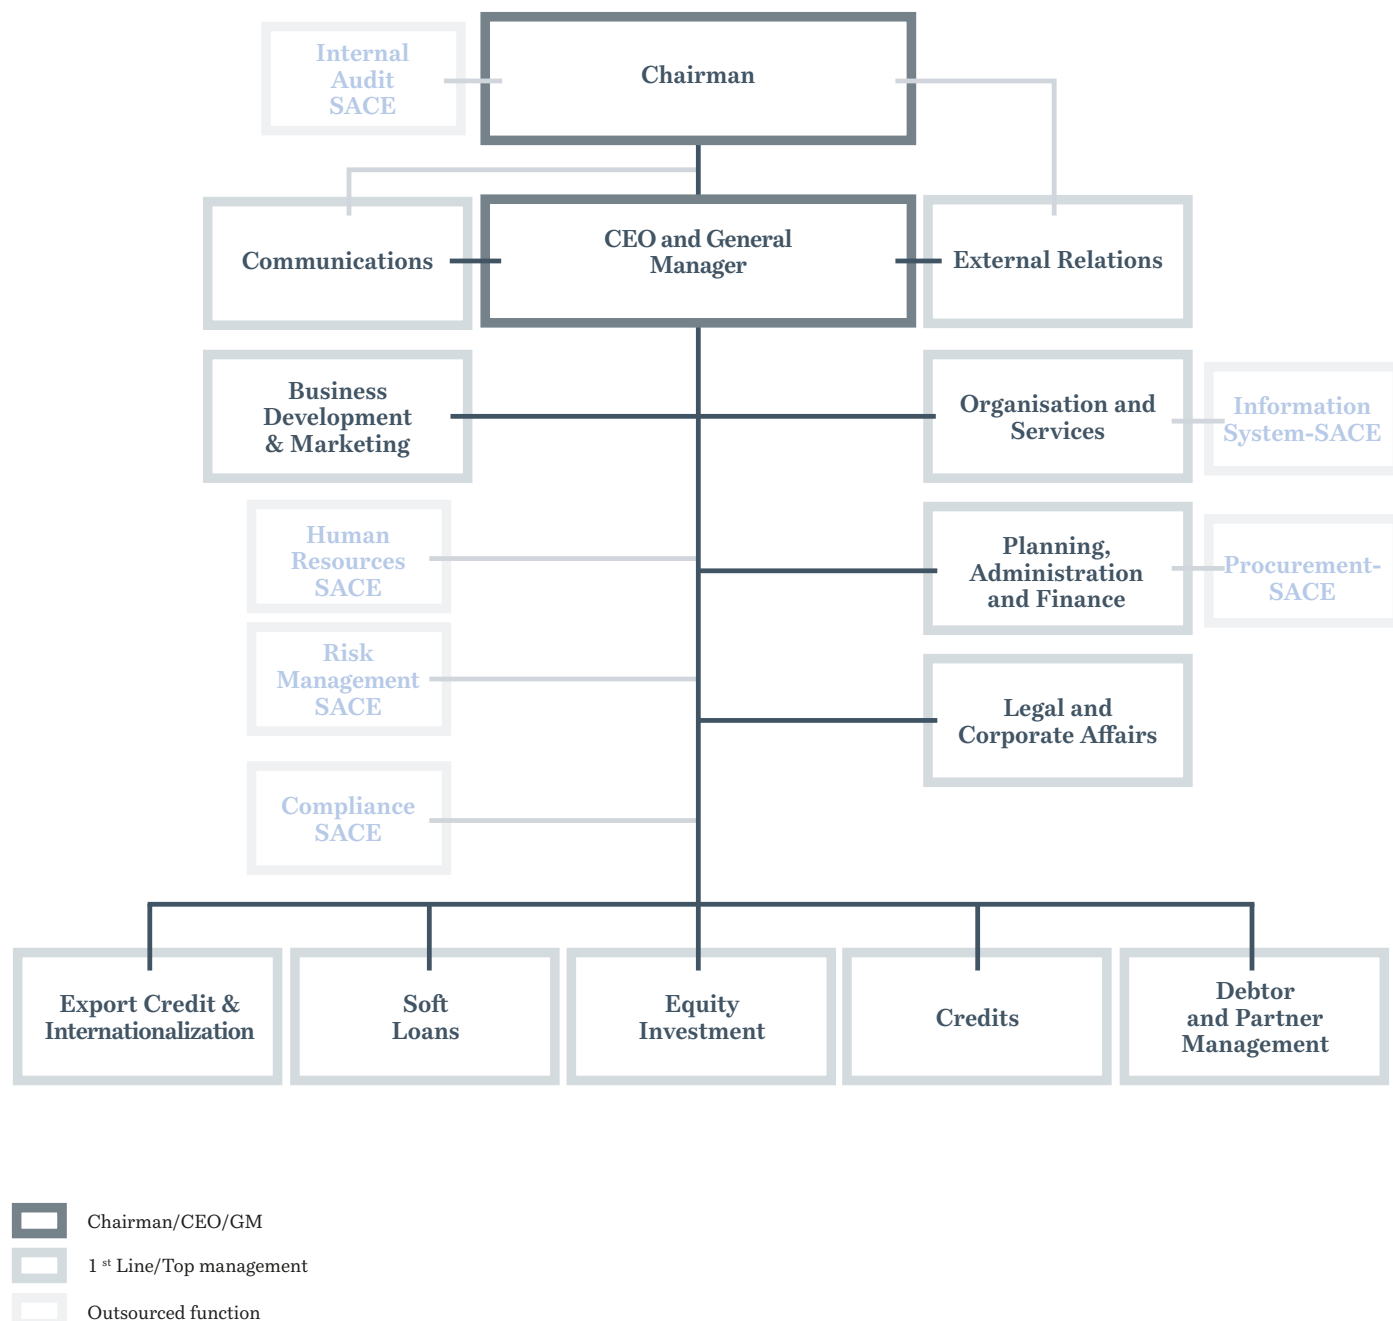 Internal
Audit
SACE
Chairman
Communications
CEO and General
Manager
External Relations
Business
Development
& Marketing
Organisation and
Services
Information
System-SACE
Human
Resources
SACE
Planning,
Administration
and Finance
Procurement-
SACE
Risk
Management
SACE
Legal and
Corporate Affairs
Compliance
SACE
Export Credit &
Internationalization
Soft
Loans
Equity
Investment
Credits
Debtor
and Partner
Management
Chairman/CEO/GM
1 st Line/Top management
Outsourced function